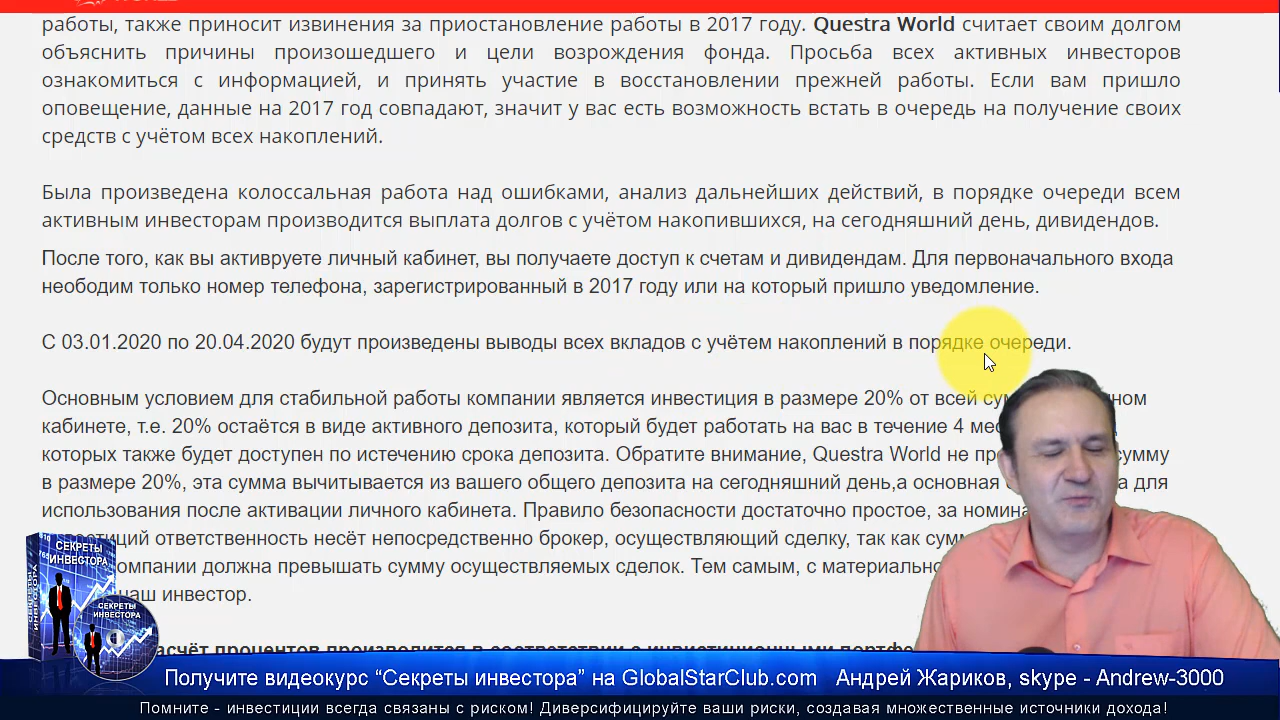 работы, также приносит извинения за приостановление работы в 2017 году. Questra World считает своим долгом
объяснить причины произошедшего и цели возрождения фонда. Просьба всех активных инвесторов
ознакомиться с информацией, и принять участие в восстановлении прежней работы. Если вам пришло
оповещение, данные на 2017 год совпадают, значит у вас есть возможность встать в очередь на получение своих
средств с учётом всех накоплений.
Была произведена колоссальная работа над ошибками, анализ дальнейших действий, в порядке очереди всем
активным инвесторам производится выплата долгов с учётом накопившихся, на сегодняшний день, дивидендов.
После того, как вы активруете личный кабинет, вы получаете доступ к счетам и дивидендам. Для первоначального входа
необходим только номер телефона, зарегистрированный в 2017 году или на который пришло уведомление.
С 03.01.2020 по 20.04.2020 будут произведены выводы всех вкладов с учётем накоплений в порядке очереди.
Основным условием для стабильной работы компании является инвестиция в размере 20% от всей
кабинете, т.е. 20% остаётся в виде активного депозита, который будет работать на вас в течение 4
которых также будет доступен по истечению срока депозита. Обратите внимание, Questra World не сумму
в размере 20%, эта сумма вычитывается из вашего общего депозита на сегодняшний день,а основная для
использования после активации личного кабинета. Правило безопасности достаточно простое, за
ответственность несёт непосредственно брокер, осуществляющий сделку, так как
должна превышать сумму осуществляемых сделок. Тем самым, с
наш инвестор.
процентов производится в соответствии с
СЕКРЕТЫ
ИНВЕСТОРА
СЕКРЕТЫ
ИНВЕСТОРА
СЕКРЕТЫ
ИНВЕСТОРА
Получите видеокурс “Секреты инвестора” на GlobalStarClub.com Андрей Жариков, skype - Andrew-3000
Помните - инвестиции всегда связаны с риском! Диверсифицируйте ваши риски, создавая множественные источники дохода!